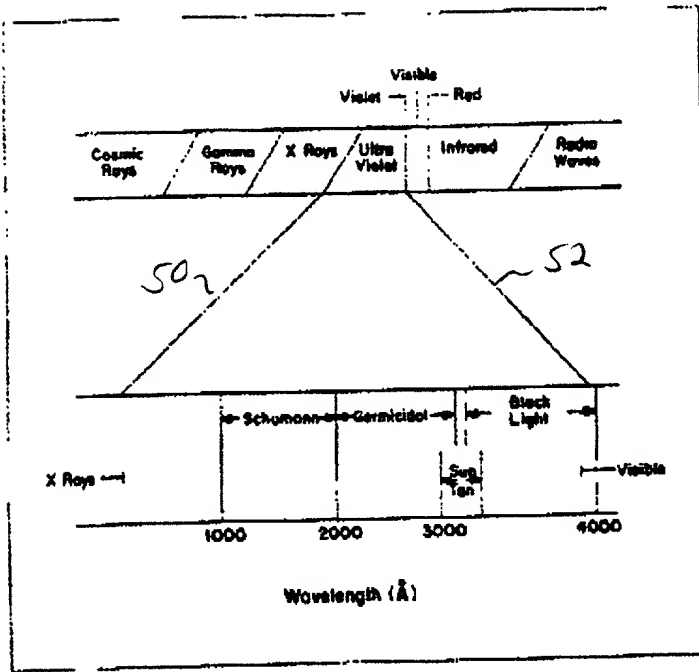 Visible
Violet Red
Cosmic Rays
Gamma Rays
X Rays
Ultra Violet
Infrared
Radio Waves
50
52
Schumann
Germicidal
Black Light
X Rays
Sun Tan
Visible
1000 2000 3000 4000
Wavelength (Å)